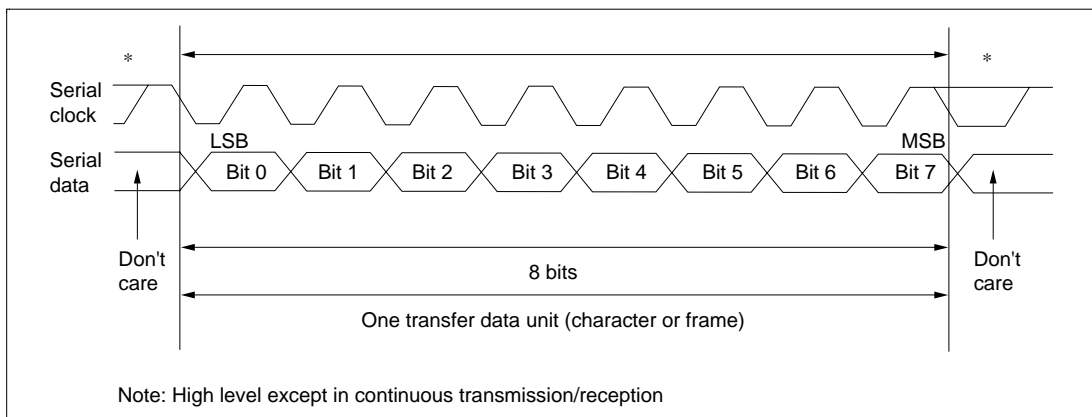 * *
Serial
clock
LSB MSB
Serial
data
Bit 0 Bit 1 Bit 2 Bit 3 Bit 4 Bit 5 Bit 6 Bit 7
Don't
care
8 bits
Don't
care
One transfer data unit (character or frame)
Note: High level except in continuous transmission/reception